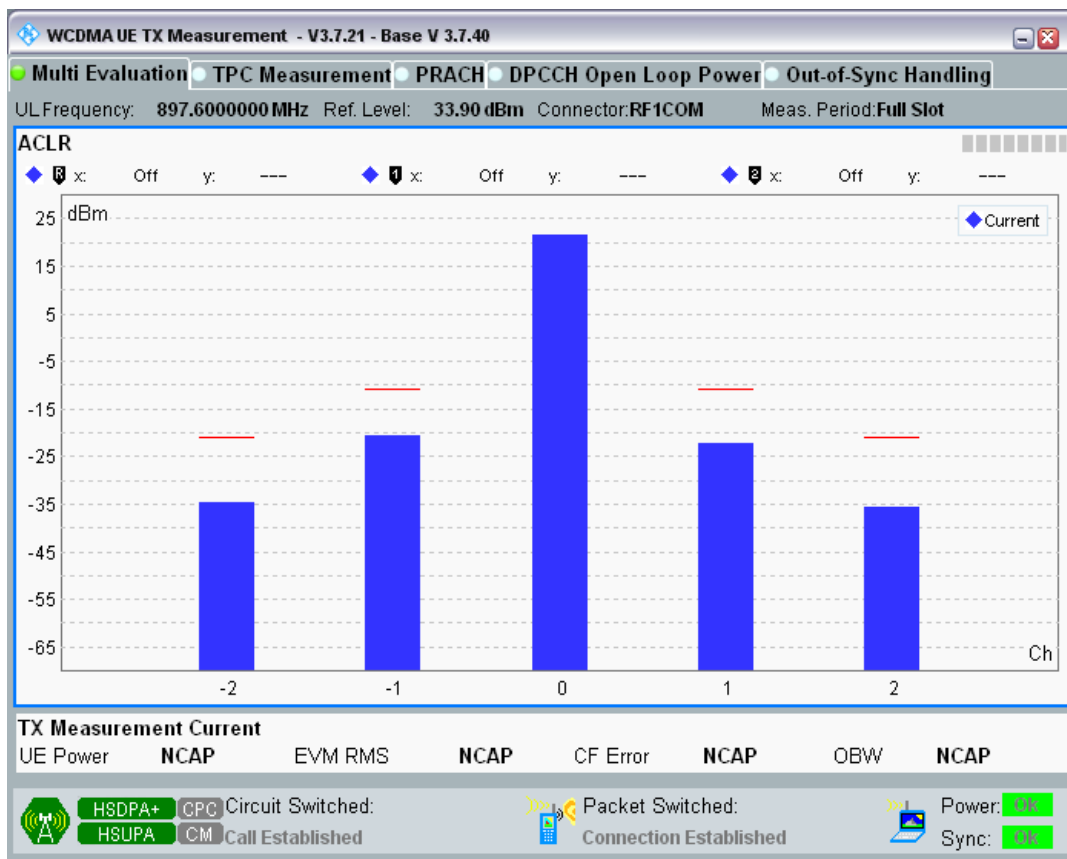 WCDMA UE TX Measurement - V3.7.21 - Base V 3.7.40
Multi Evaluation TPC Measurement PRACH DPCCH Open Loop Power Out-of-Sync Handling
UL Frequency: 897.6000000 MHz Ref. Level: 33.90 dBm Connector:RF1COM Meas. Period:Full Slot
ACLR
R x: Off y: --- 1 x: Off y: --- 2 x: Off y: ---
dBm
Current
25
15
5
-5
-15
-25
-35
-45
-55
-65
Ch
-2 -1 0 1 2
TX Measurement Current
UE Power NCAP EVM RMS NCAP CF Error NCAP OBW NCAP
HSDPA+ CPC Circuit Switched: Packet Switched: Power: OK
HSUPA CM Call Established Connection Established Sync: OK